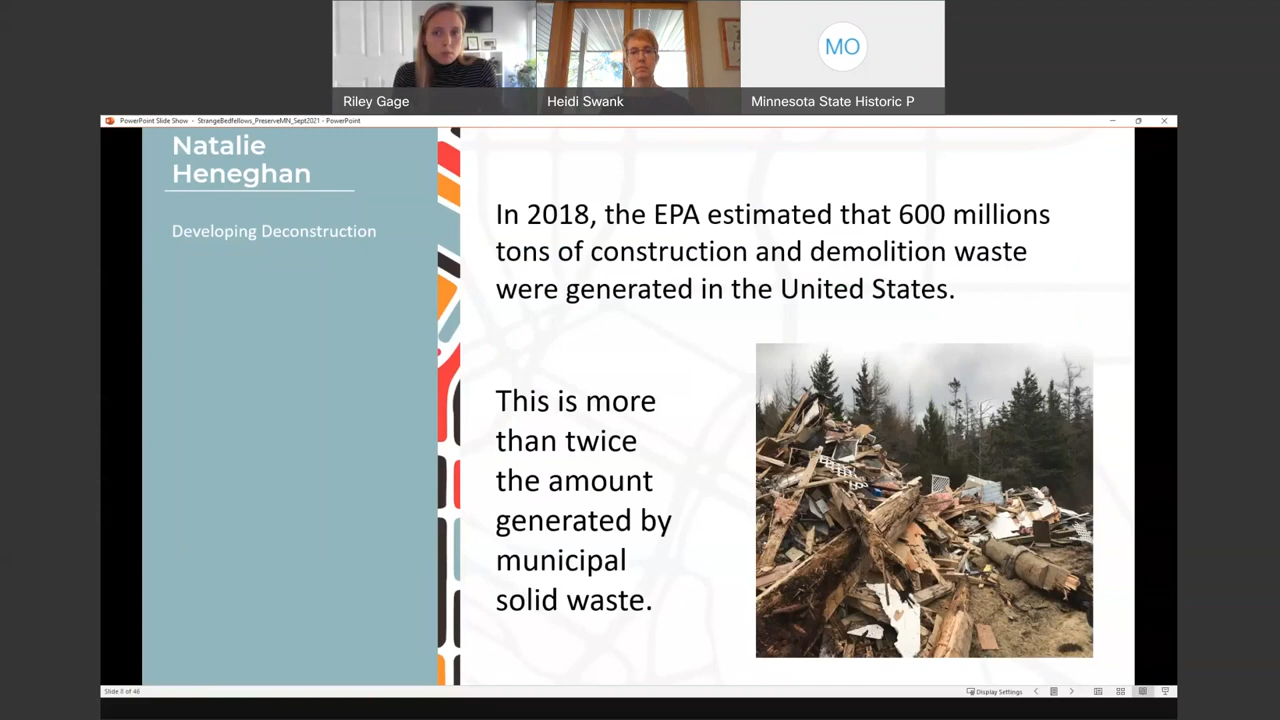 MO
Riley Gage
Heidi Swank
Minnesota State Historic P
PowerPoint Slide Show - StrangeBedfellows_PreserveMN_Sept2021 - PowerPoint
Natalie
Heneghan
Developing Deconstruction
In 2018, the EPA estimated that 600 millions
tons of construction and demolition waste
were generated in the United States.
This is more
than twice
the amount
generated by
municipal
solid waste.
Slide 8 of 46
Display Settings